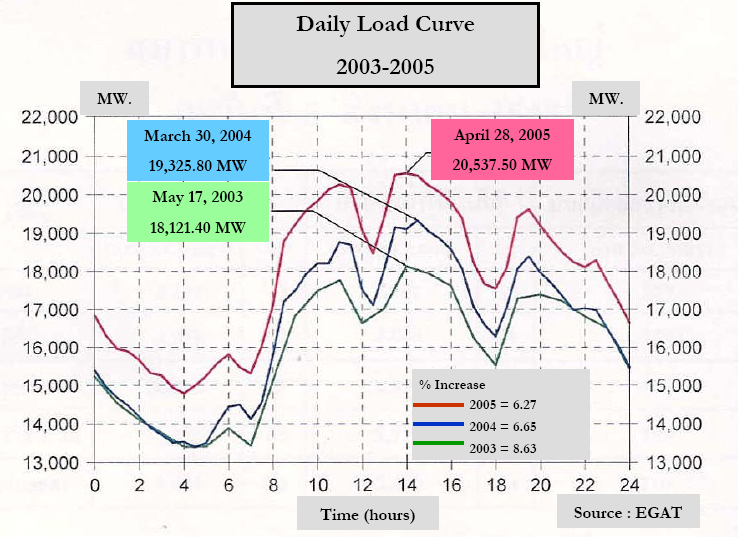 Daily Load Curve
2003-2005
MW.
MW.
22,000
21,000
20,000
19,000
18,000
17,000
16,000
15,000
14,000
13,000
March 30, 2004
19,325.80 MW
May 17, 2003
18,121.40 MW
April 28, 2005
20,537.50 MW
22,000
21,000
20,000
19,000
18,000
17,000
16,000
15,000
14,000
13,000
% Increase
2005 = 6.27
2004 = 6.65
2003 = 8.63
0 2 4 6 8 10 12 14 16 18 20 22 24
Time (hours)
Source : EGAT